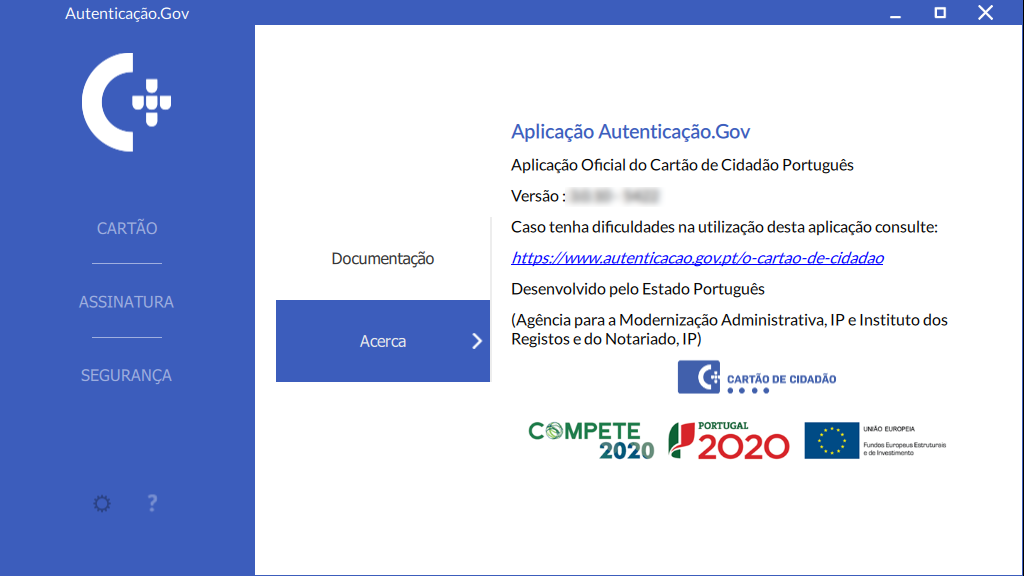 Autenticação.Gov
CARTÃO
ASSINATURA
SEGURANÇA
?
Documentação
Acerca
Aplicação Autenticação.Gov
Aplicação Oficial do Cartão de Cidadão Português
Versão :
Caso tenha dificuldades na utilização desta aplicação consulte:
https://www.autenticacao.gov.pt/o-cartao-de-cidadao
Desenvolvido pelo Estado Português
(Agência para a Modernização Administrativa, IP e Instituto dos
Registos e do Notariado, IP)
CARTÃO DE CIDADÃO
COMPETE
2020
PORTUGAL
2020
UNIÃO EUROPEIA
Fundos Europeus Estruturais
e de Investimento